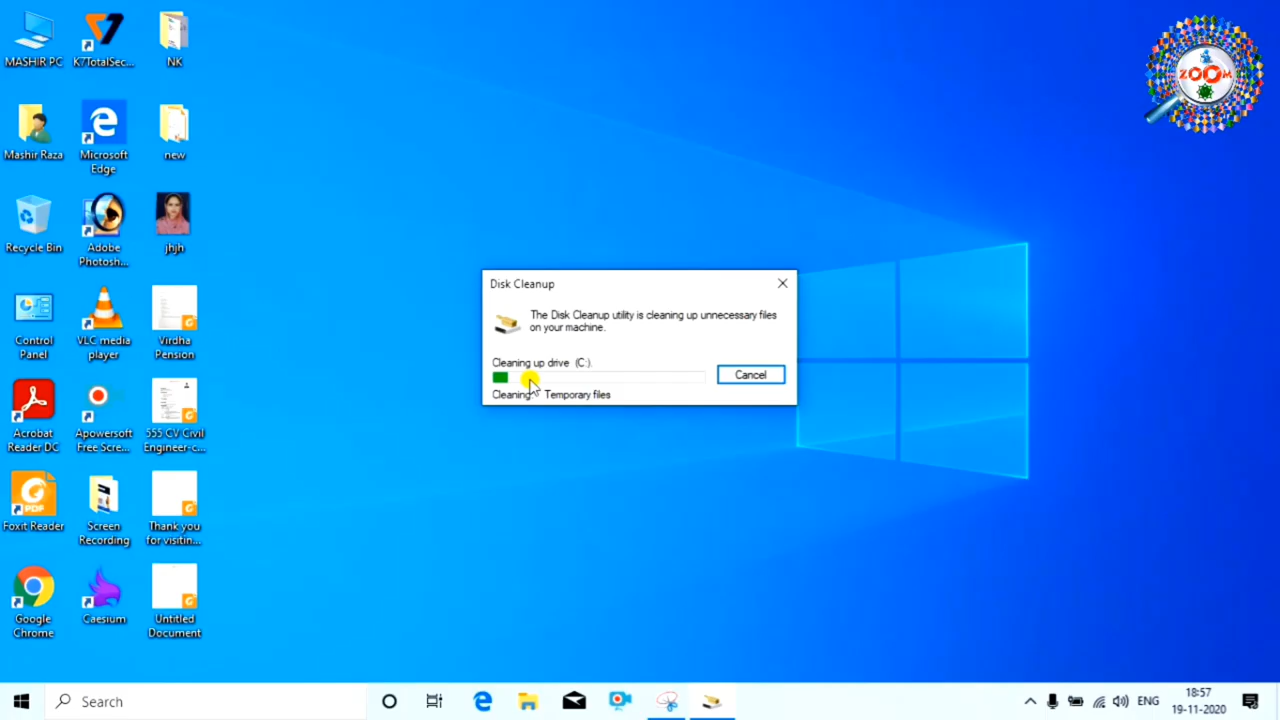 MASHIR PC
K7TotalSec...
NK
Mashir Raza
Microsoft
Edge
new
Recycle Bin
Adobe
Photosh...
jhjh
Control
Panel
VLC media
player
Virdha
Pension
Acrobat
Reader DC
Apowersoft
Free Scre...
555 CV Civil
Engineer-c...
PDF
Foxit Reader
Screen
Recording
Thank you
for visitin...
Google
Chrome
Caesium
Untitled
Document
ZOOM
Disk Cleanup
The Disk Cleanup utility is cleaning up unnecessary files
on your machine.
Cleaning up drive (C:).
Cancel
Cleaning: Temporary files
Search
ENG
18:57
19-11-2020